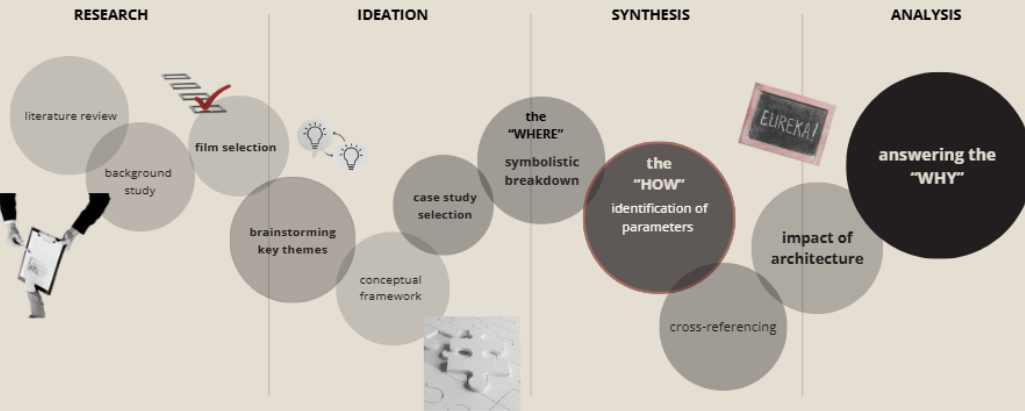 RESEARCH
IDEATION
SYNTHESIS
ANALYSIS
literature review
background
study
film selection
brainstorming
key themes
conceptual
framework
case study
selection
the
“WHERE”
symbolistic
breakdown
the
“HOW”
identification of
parameters
cross-referencing
impact of
architecture
EUREKA!
answering the
“WHY”